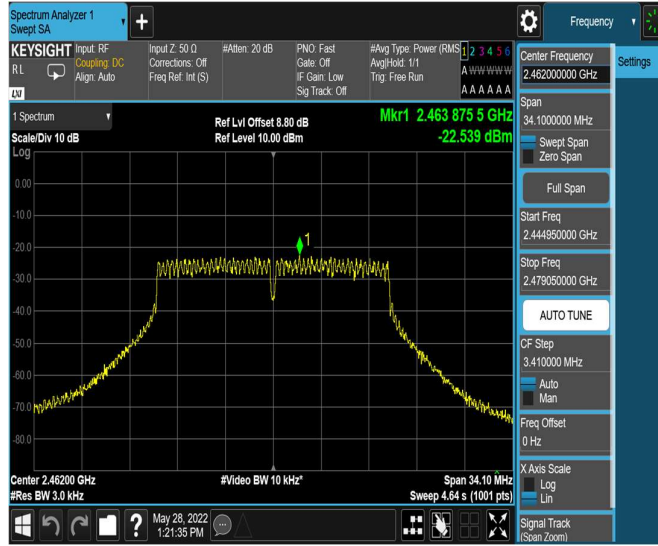 Spectrum Analyzer 1
Swept SA
Frequency
KEYSIGHT
RL
LXI
Input: RF
Coupling: DC
Align: Auto
Input Z: 50 Ω
Corrections: Off
Freq Ref: Int (S)
#Atten: 20 dB
PNO: Fast
Gate: Off
IF Gain: Low
Sig Track: Off
#Avg Type: Power (RMS
Avg|Hold: 1/1
Trig: Free Run
1 2 3 4 5 6
A W W W W W
A A A A A A
Center Frequency
2.462000000 GHz
Settings
Span
34.1000000 MHz
Swept Span
Zero Span
Full Span
Start Freq
2.444950000 GHz
Stop Freq
2.479050000 GHz
AUTO TUNE
CF Step
3.410000 MHz
Auto
Man
Freq Offset
0 Hz
X Axis Scale
Log
Lin
Signal Track
(Span Zoom)
1 Spectrum
Scale/Div 10 dB
Ref Lvl Offset 8.80 dB
Ref Level 10.00 dBm
Mkr1 2.463 875 5 GHz
-22.539 dBm
Log
0.00
-10.0
-20.0
-30.0
-40.0
-50.0
-60.0
-70.0
-80.0
1
Center 2.46200 GHz
#Res BW 3.0 kHz
#Video BW 10 kHz*
Span 34.10 MHz
Sweep 4.64 s (1001 pts)
?
May 28, 2022
1:21:35 PM